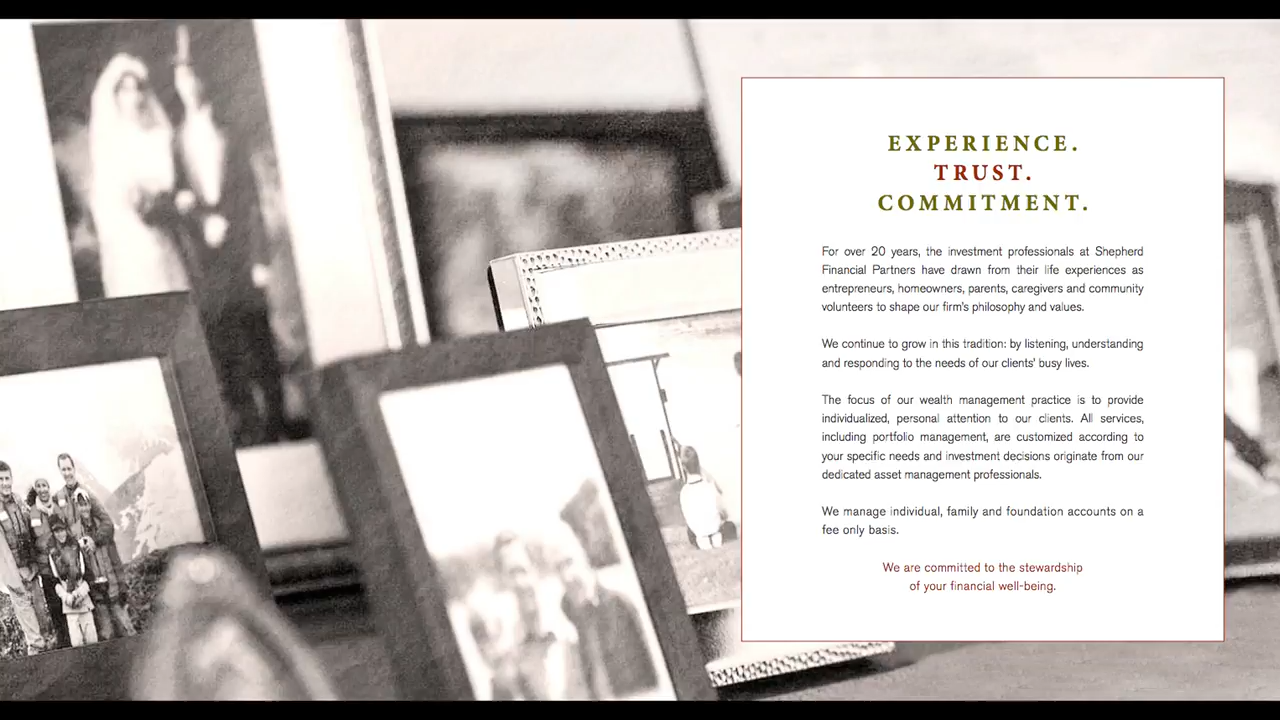 EXPERIENCE.
TRUST.
COMMITMENT.
For over 20 years, the investment professionals at Shepherd
Financial Partners have drawn from their life experiences as
entrepreneurs, homeowners, parents, caregivers and community
volunteers to shape our firm's philosophy and values.
We continue to grow in this tradition: by listening, understanding
and responding to the needs of our clients' busy lives.
The focus of our wealth management practice is to provide
individualized, personal attention to our clients. All services,
including portfolio management, are customized according to
your specific needs and investment decisions originate from our
dedicated asset management professionals.
We manage individual, family and foundation accounts on a
fee only basis.
We are committed to the stewardship
of your financial well-being.